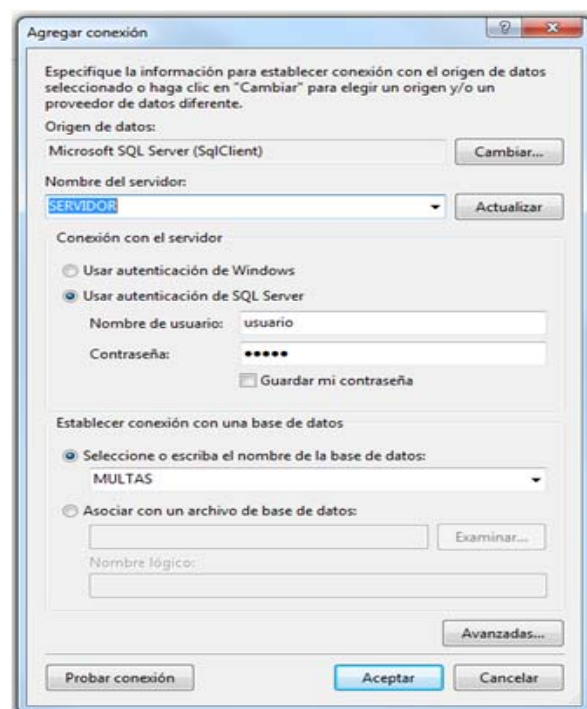 Agregar conexión
Especifique la información para establecer conexión con el origen de datos
seleccionado o haga clic en "Cambiar" para elegir un origen y/o un
proveedor de datos diferente.
Origen de datos:
Microsoft SQL Server (SqlClient)
Cambiar...
Nombre del servidor:
SERVIDOR
Actualizar
Conexión con el servidor
Usar autenticación de Windows
Usar autenticación de SQL Server
Nombre de usuario:
usuario
Contraseña:
●●●●●
Guardar mi contraseña
Establecer conexión con una base de datos
Seleccione o escriba el nombre de la base de datos:
MULTAS
Asociar con un archivo de base de datos:
Examinar...
Nombre lógico:
Avanzadas...
Probar conexión
Aceptar
Cancelar